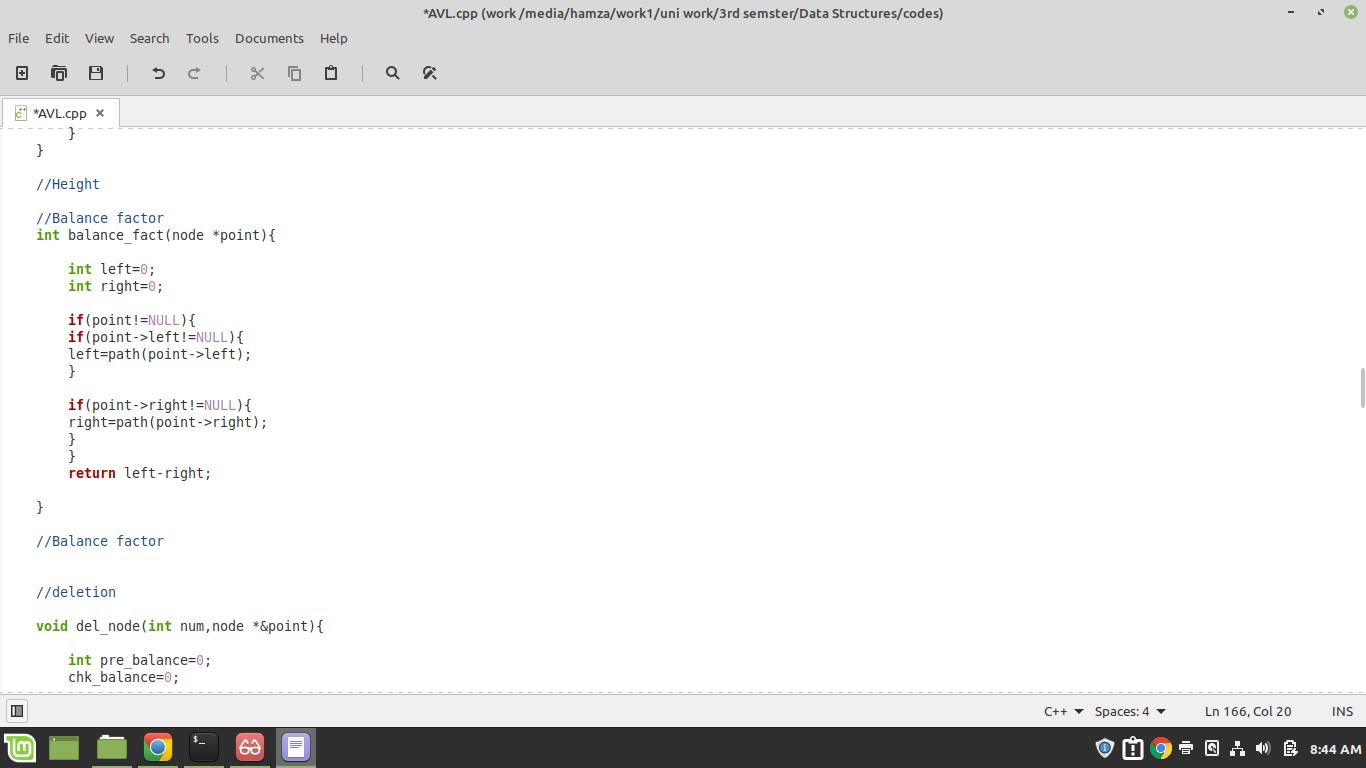 *AVL.cpp (work /media/hamza/work1/uni work/3rd semster/Data Structures/codes)
File Edit View Search Tools Documents Help
*AVL.cpp
}
}
//Height
//Balance factor
int balance_fact(node *point){
int left=0;
int right=0;
if(point!=NULL){
if(point->left!=NULL){
left=path(point->left);
}
if(point->right!=NULL){
right=path(point->right);
}
}
return left-right;
}
//Balance factor
//deletion
void del_node(int num,node *&point){
int pre_balance=0;
chk_balance=0;
C++ Spaces: 4 Ln 166, Col 20 INS
8:44 AM